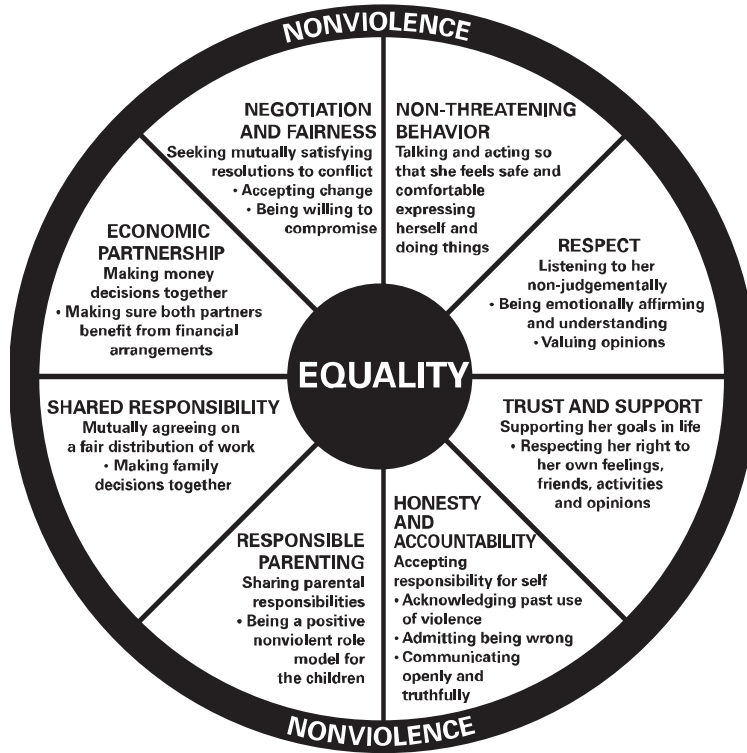 NONVIOLENCE
NEGOTIATION
AND FAIRNESS
Seeking mutually satisfying
resolutions to conflict
• Accepting change
• Being willing to
compromise
NON-THREATENING
BEHAVIOR
Talking and acting so
that she feels safe and
comfortable
expressing
herself and
doing things
ECONOMIC
PARTNERSHIP
Making money
decisions together
• Making sure both partners
benefit from financial
arrangements
RESPECT
Listening to her
non-judgementally
• Being emotionally affirming
and understanding
• Valuing opinions
EQUALITY
SHARED RESPONSIBILITY
Mutually agreeing on
a fair distribution of work
• Making family
decisions together
TRUST AND SUPPORT
Supporting her goals in life
• Respecting her right to
her own feelings,
friends, activities
and opinions
RESPONSIBLE
PARENTING
Sharing parental
responsibilities
• Being a positive
nonviolent role
model for
the children
HONESTY
AND
ACCOUNTABILITY
Accepting
responsibility for self
• Acknowledging past use
of violence
• Admitting being wrong
• Communicating
openly and
truthfully
NONVIOLENCE